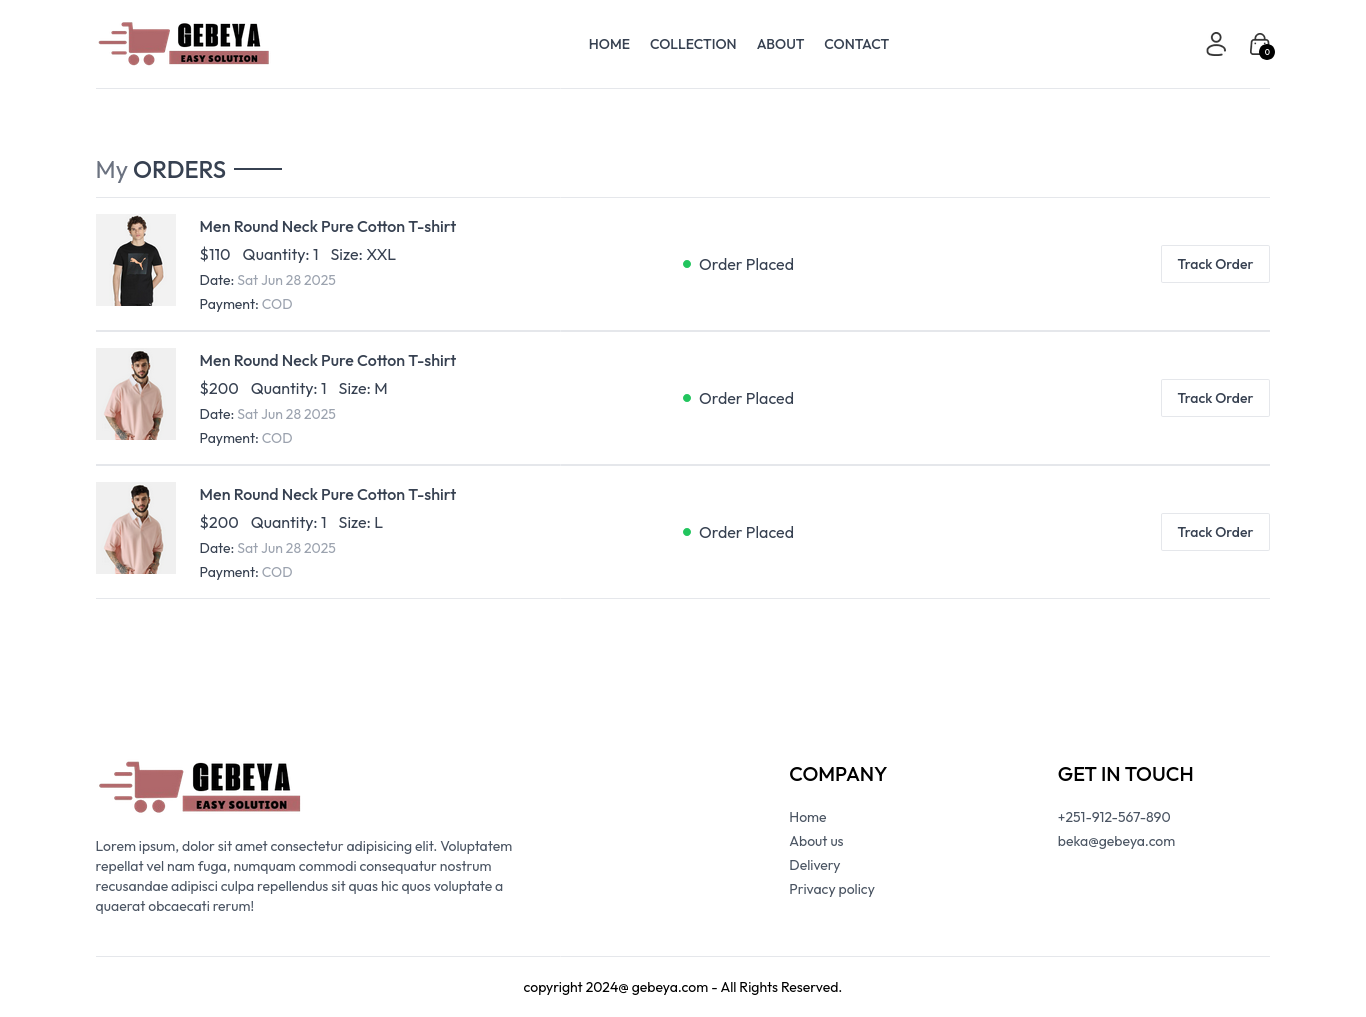 GEBEYA
EASY SOLUTION
HOME COLLECTION ABOUT CONTACT
0
My ORDERS
Men Round Neck Pure Cotton T-shirt
$110 Quantity: 1 Size: XXL
Date: Sat Jun 28 2025
Payment: COD
Order Placed
Track Order
Men Round Neck Pure Cotton T-shirt
$200 Quantity: 1 Size: M
Date: Sat Jun 28 2025
Payment: COD
Order Placed
Track Order
Men Round Neck Pure Cotton T-shirt
$200 Quantity: 1 Size: L
Date: Sat Jun 28 2025
Payment: COD
Order Placed
Track Order
GEBEYA
EASY SOLUTION
Lorem ipsum, dolor sit amet consectetur adipisicing elit. Voluptatem
repellat vel nam fuga, numquam commodi consequatur nostrum
recusandae adipisci culpa repellendus sit quas hic quos voluptate a
quaerat obcaecati rerum!
COMPANY
Home
About us
Delivery
Privacy policy
GET IN TOUCH
+251-912-567-890
beka@gebeya.com
copyright 2024@ gebeya.com - All Rights Reserved.